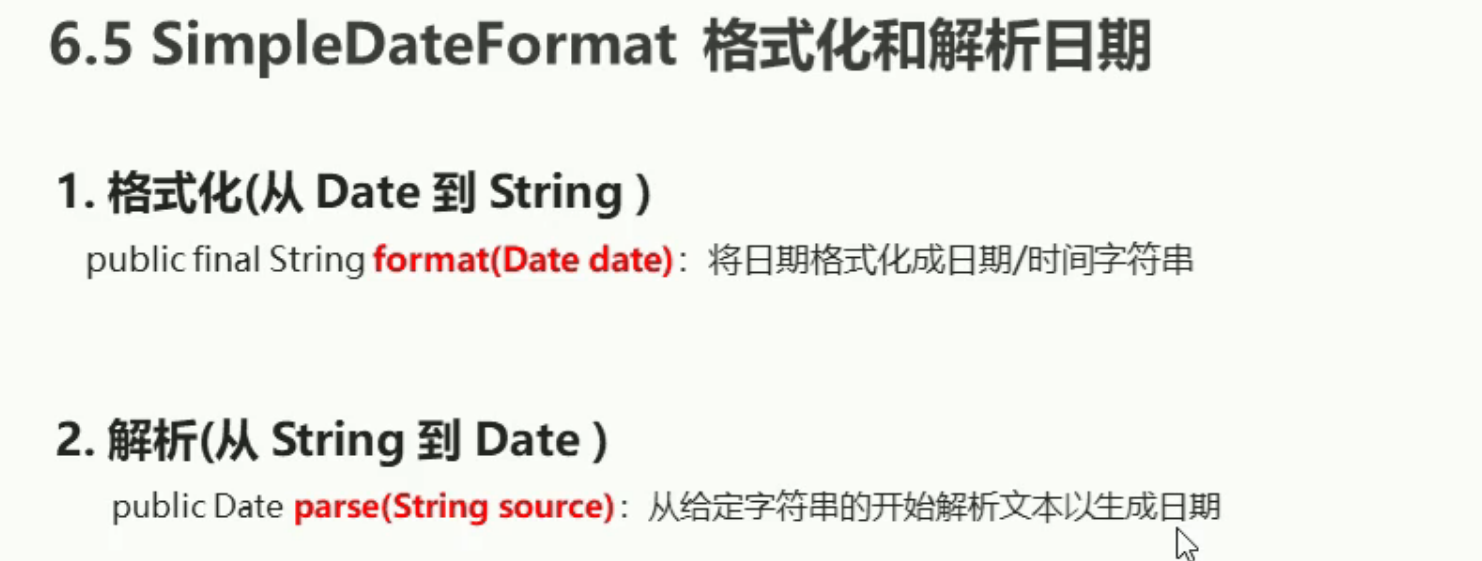 6.5 SimpleDateFormat 格式化和解析日期
1. 格式化(从 Date 到 String )
public final String format(Date date)：将日期格式化成日期/时间字符串
2. 解析(从 String 到 Date )
public Date parse(String source)：从给定字符串的开始解析文本以生成日期